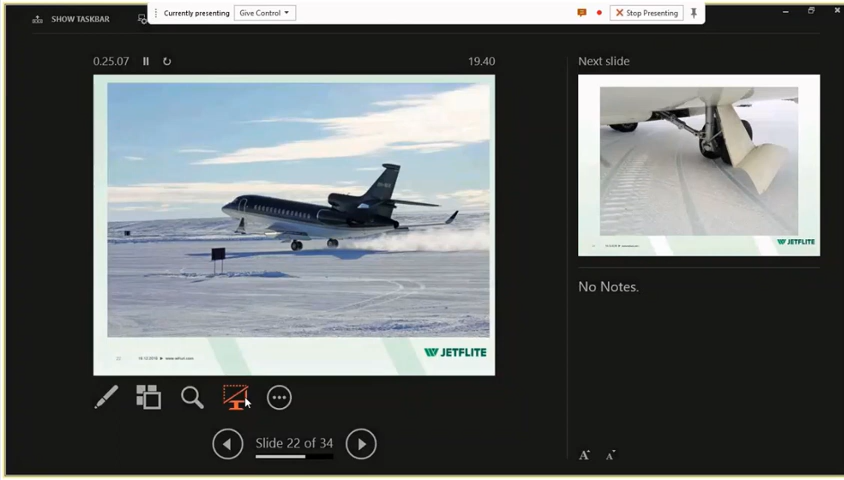 SHOW TASKBAR
Currently presenting
Give Control
Stop Presenting
0.25.07
19.40
JETFLITE
Slide 22 of 34
Next slide
JETFLITE
No Notes.
A A